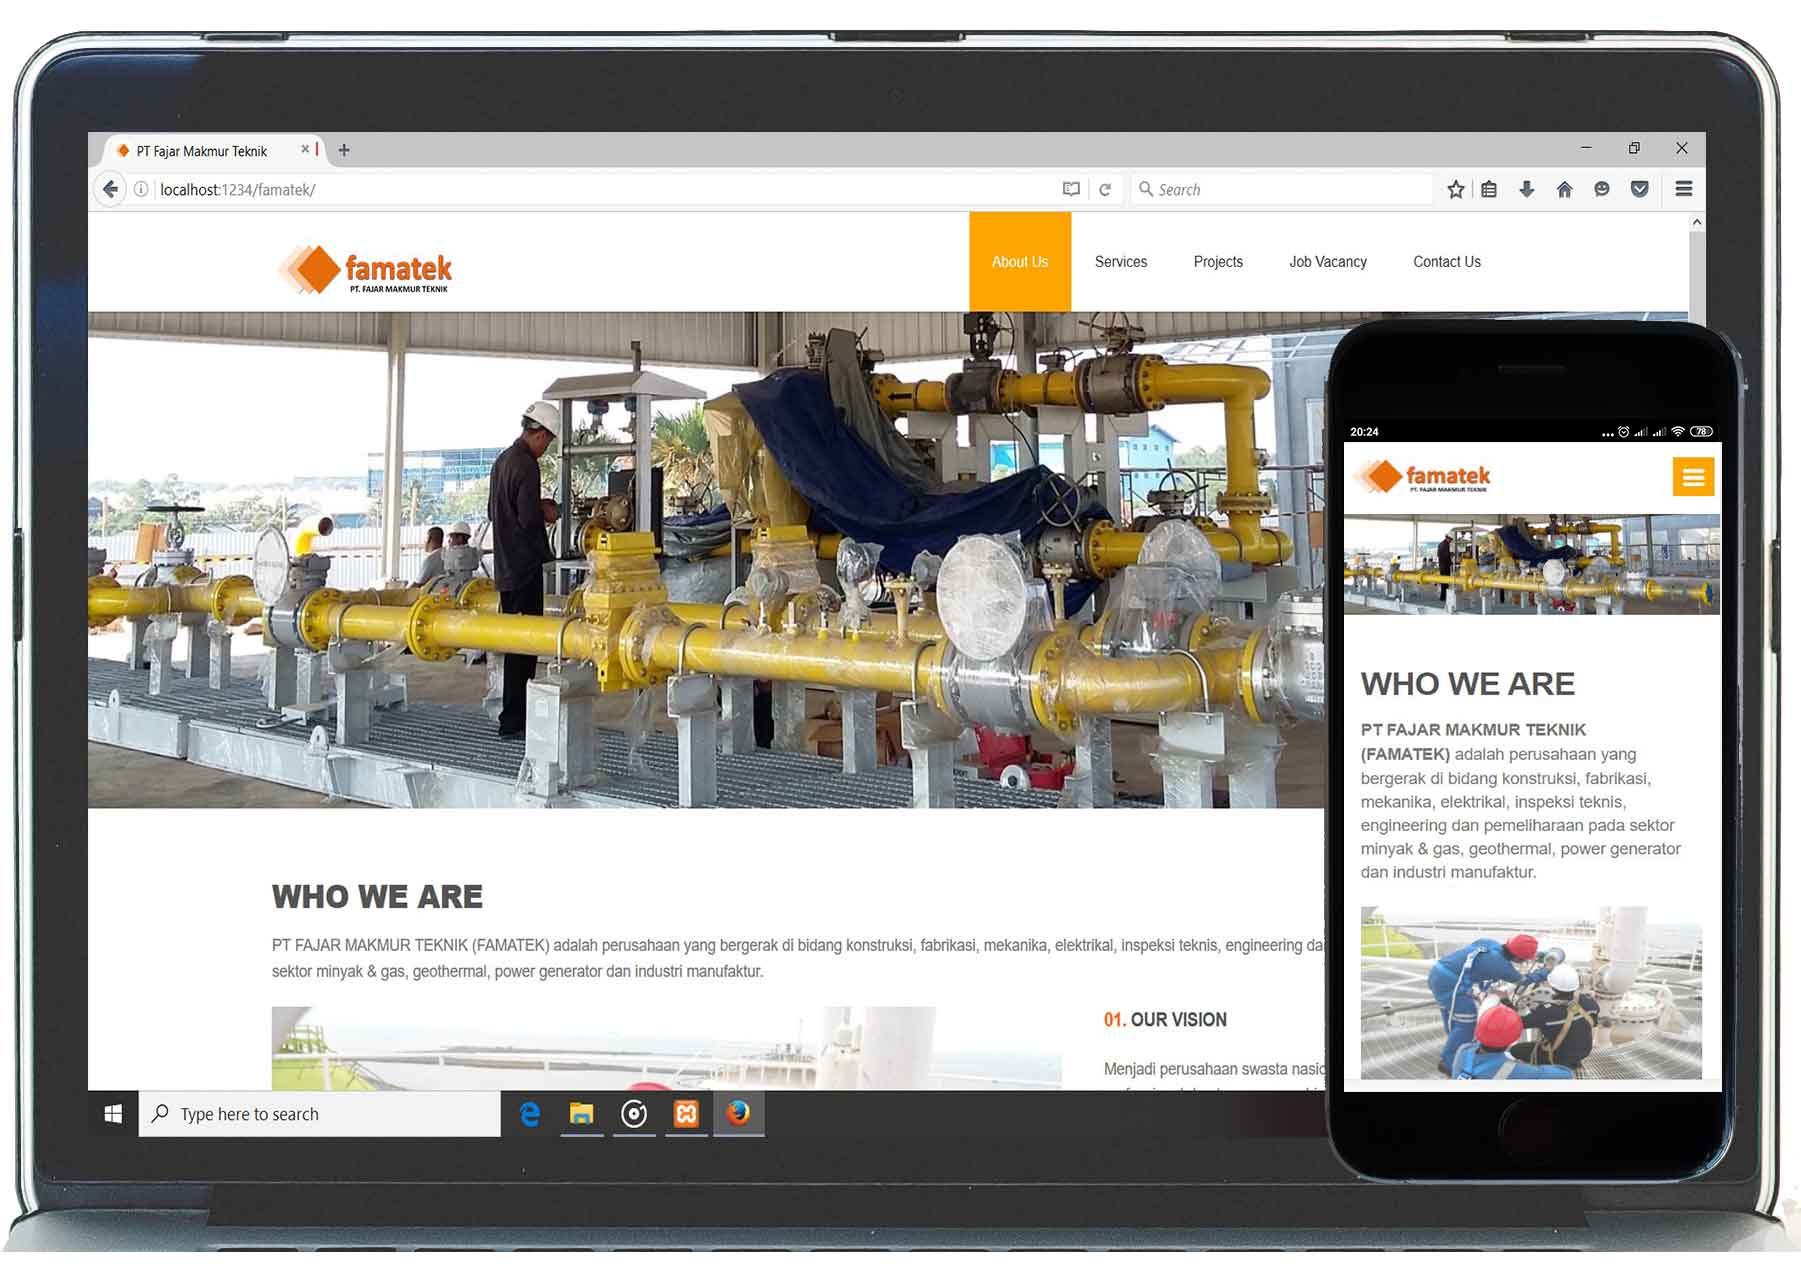 PT Fajar Makmur Teknik
localhost:1234/famatek/
Search
famatek
PT. FAJAR MAKMUR TEKNIK
About Us
Services
Projects
Job Vacancy
Contact Us
WHO WE ARE
PT FAJAR MAKMUR TEKNIK (FAMATEK) adalah perusahaan yang bergerak di bidang konstruksi, fabrikasi, mekanika, elektrikal, inspeksi teknis, engineering da
sektor minyak & gas, geothermal, power generator dan industri manufaktur.
01. OUR VISION
Menjadi perusahaan swasta nasio
Type here to search
20:24
78
famatek
PT. FAJAR MAKMUR TEKNIK
WHO WE ARE
PT FAJAR MAKMUR TEKNIK
(FAMATEK) adalah perusahaan yang
bergerak di bidang konstruksi, fabrikasi,
mekanika, elektrikal, inspeksi teknis,
engineering dan pemeliharaan pada sektor
minyak & gas, geothermal, power generator
dan industri manufaktur.